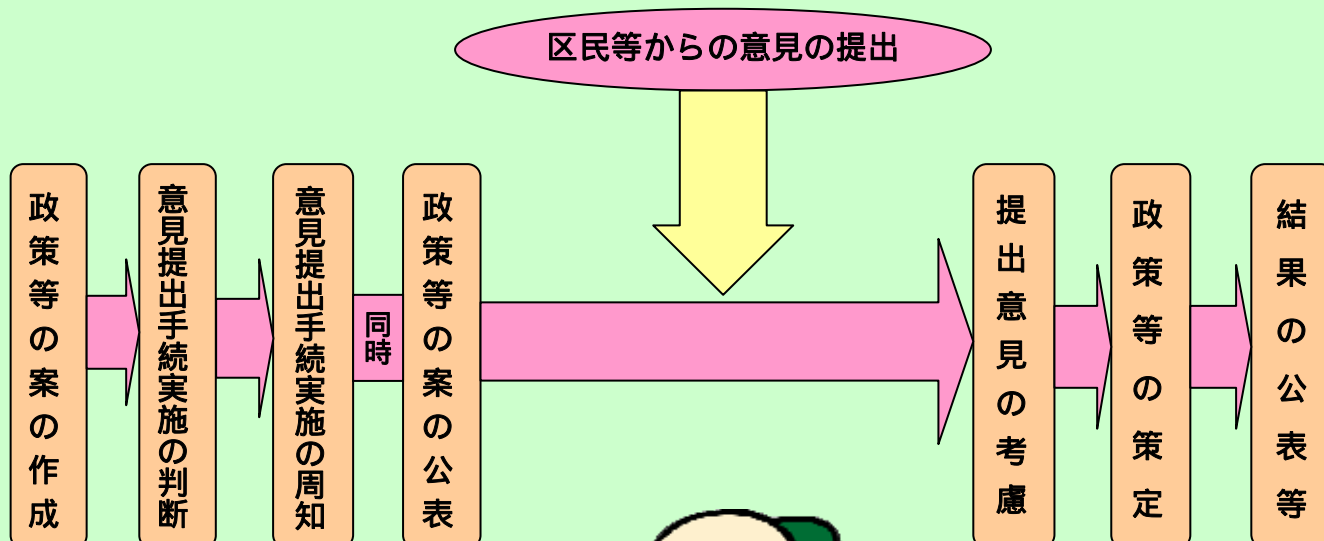 区民等からの意見の提出
政策等の案の作成
意見提出手続実施の判断
意見提出手続実施の周知
同時
政策等の案の公表
提出意見の考慮
政策等の策定
結果の公表等